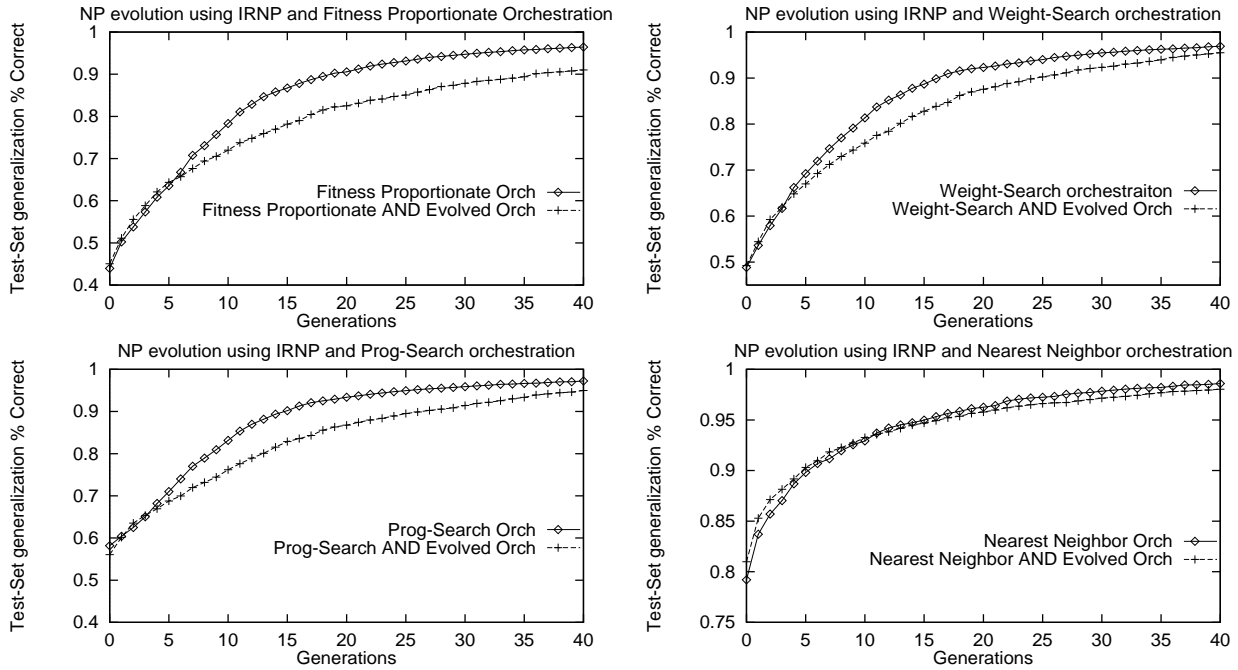 NP evolution using IRNP and Fitness Proportionate Orchestration
Test-Set generalization % Correct
1
0.9
0.8
0.7
0.6
0.5
0.4
Fitness Proportionate Orch
Fitness Proportionate AND Evolved Orch
0 5 10 15 20 25 30 35 40
Generations
NP evolution using IRNP and Weight-Search orchestration
Test-Set generalization % Correct
1
0.9
0.8
0.7
0.6
0.5
Weight-Search orchestraiton
Weight-Search AND Evolved Orch
0 5 10 15 20 25 30 35 40
Generations
NP evolution using IRNP and Prog-Search orchestration
Test-Set generalization % Correct
1
0.9
0.8
0.7
0.6
0.5
0.4
Prog-Search Orch
Prog-Search AND Evolved Orch
0 5 10 15 20 25 30 35 40
Generations
NP evolution using IRNP and Nearest Neighbor orchestration
Test-Set generalization % Correct
1
0.95
0.9
0.85
0.8
0.75
Nearest Neighbor Orch
Nearest Neighbor AND Evolved Orch
0 5 10 15 20 25 30 35 40
Generations